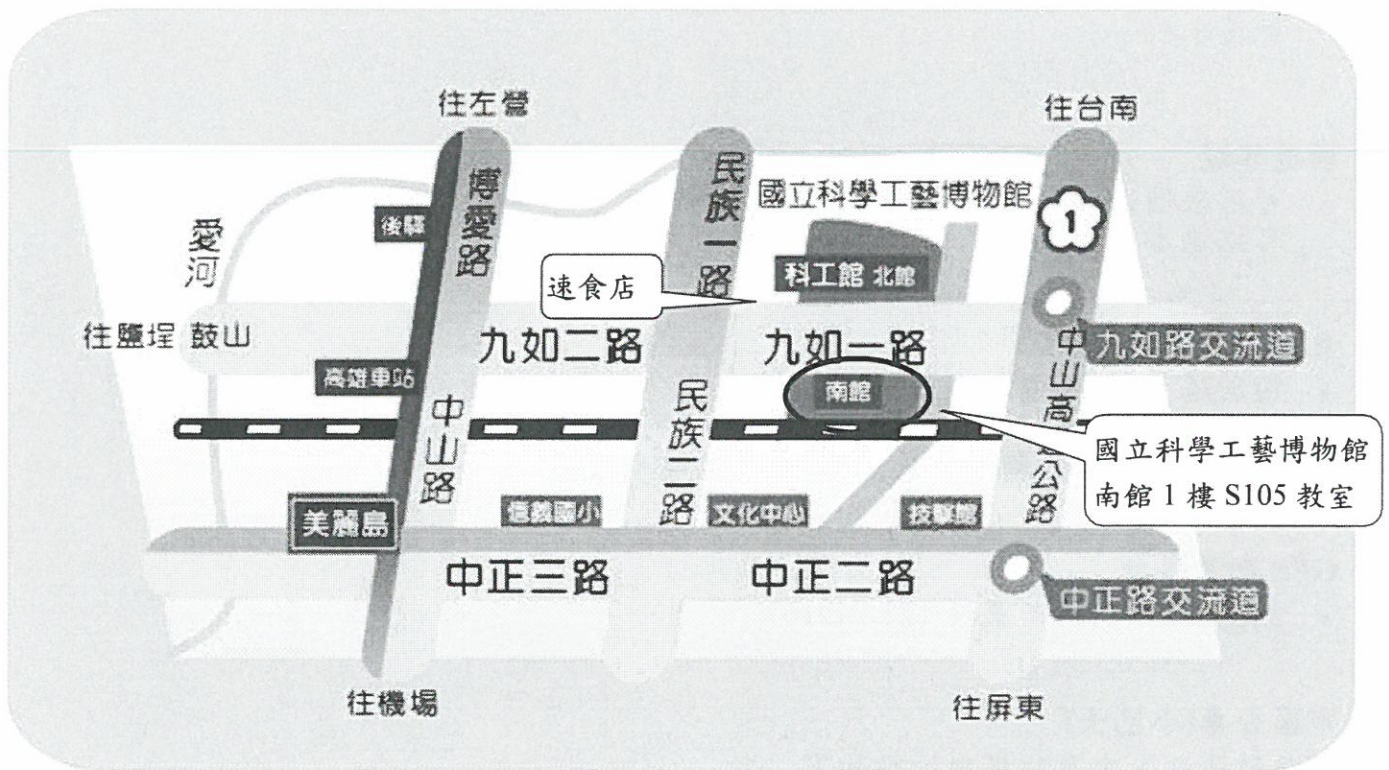 往左營
往台南
博愛路
民族一路
國立科學工藝博物館
1
後驛
愛河
科工館 北館
速食店
往鹽埕 鼓山
九如二路
九如一路
九如路交流道
高雄車站
南館
中山路
民族二路
中山高速公路
國立科學工藝博物館
南館 1 樓 S105 教室
美麗島
信義國小
文化中心
技擊館
中正三路
中正二路
中正路交流道
往機場
往屏東